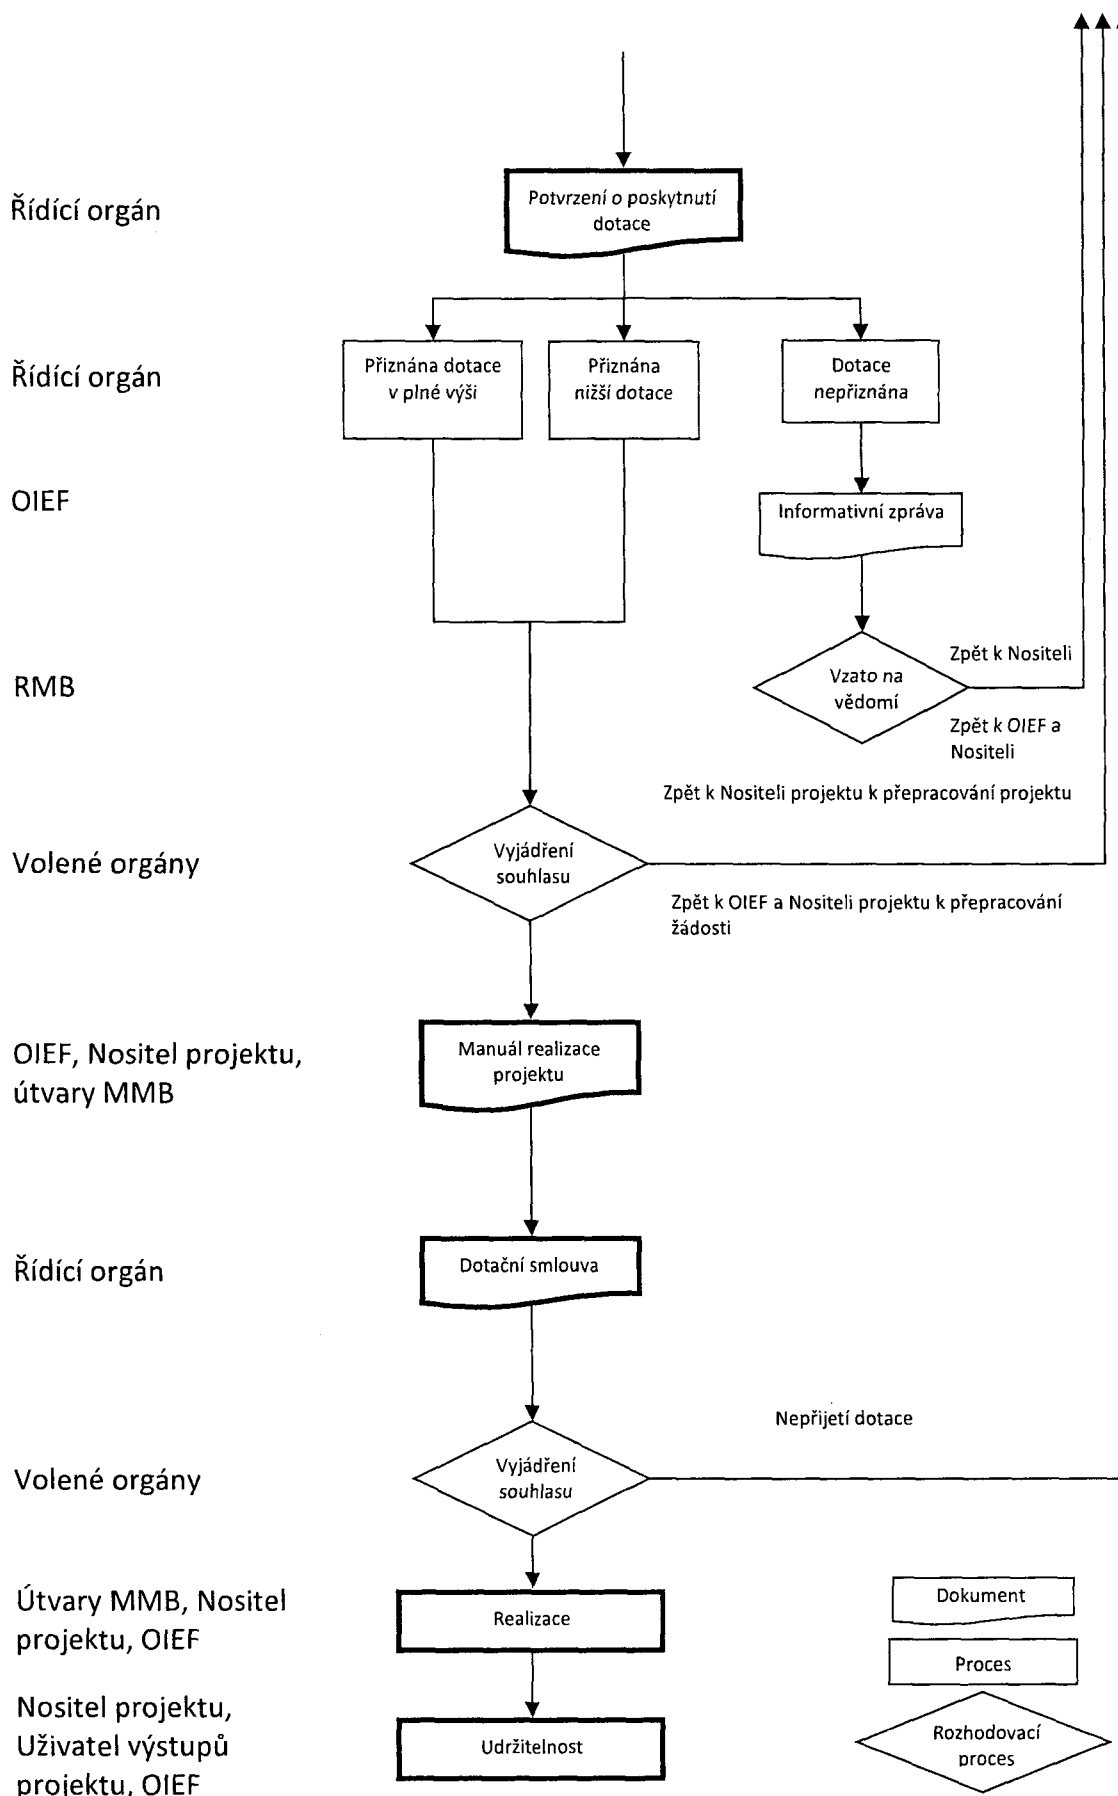 Řídící orgán
Potvrzení o poskytnutí
dotace
Řídící orgán
Přiznána dotace
v plné výši
Přiznána
nižší dotace
Dotace
nepřiznána
OIEF
Informativní zpráva
RMB
Vzato na
vědomí
Zpět k Nositeli
Zpět k OIEF a
Nositeli
Zpět k Nositeli projektu k přepracování projektu
Volené orgány
Vyjádření
souhlasu
Zpět k OIEF a Nositeli projektu k přepracování
žádosti
OIEF, Nositel projektu,
útvary MMB
Manuál realizace
projektu
Řídící orgán
Dotační smlouva
Nepřijetí dotace
Volené orgány
Vyjádření
souhlasu
Útvary MMB, Nositel
projektu, OIEF
Realizace
Dokument
Proces
Nositel projektu,
Uživatel výstupů
projektu, OIEF
Udržitelnost
Rozhodovací
proces